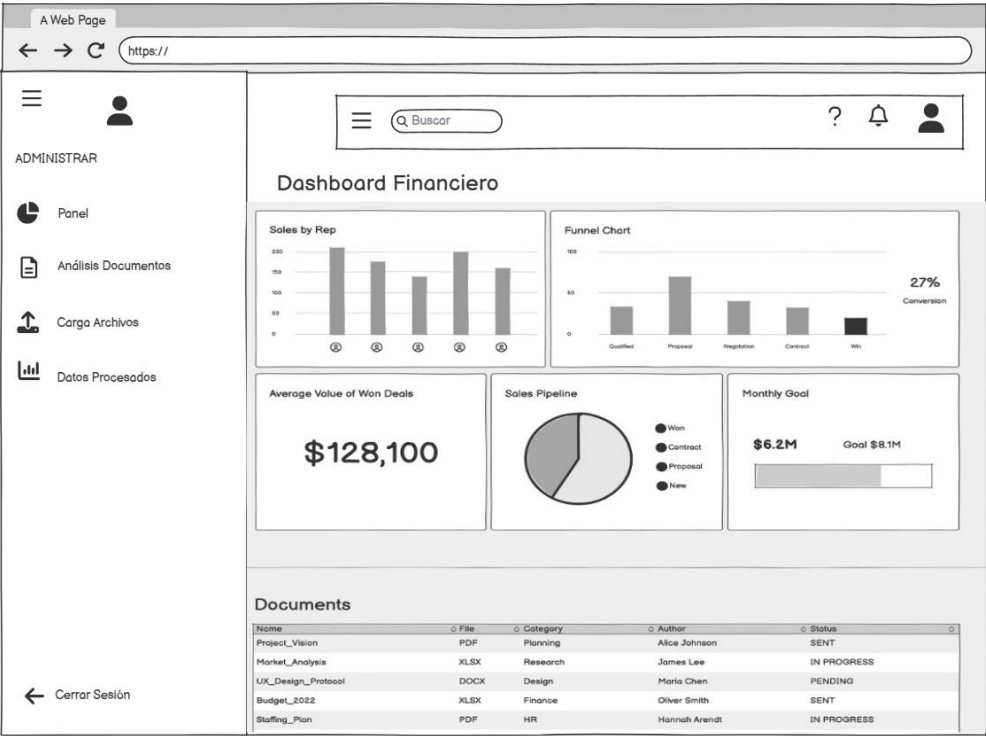 A Web Page
https://
ADMINISTRAR
Panel
Análisis Documentos
Carga Archivos
Datos Procesados
Cerrar Sesión
Buscar
?
Dashboard Financiero
Sales by Rep
200
150
100
50
0
Funnel Chart
100
50
0
Qualified Proposal Negotation Contract Win
27%
Conversion
Average Value of Won Deals
$128,100
Sales Pipeline
Won
Contract
Proposal
New
Monthly Goal
$6.2M Goal $8.1M
Documents
Name File Category Author Status
Project_Vision PDF Planning Alice Johnson SENT
Market_Analysis XLSX Research James Lee IN PROGRESS
UX_Design_Protocol DOCX Design Maria Chen PENDING
Budget_2022 XLSX Finance Oliver Smith SENT
Staffing_Plan PDF HR Hannah Arendt IN PROGRESS